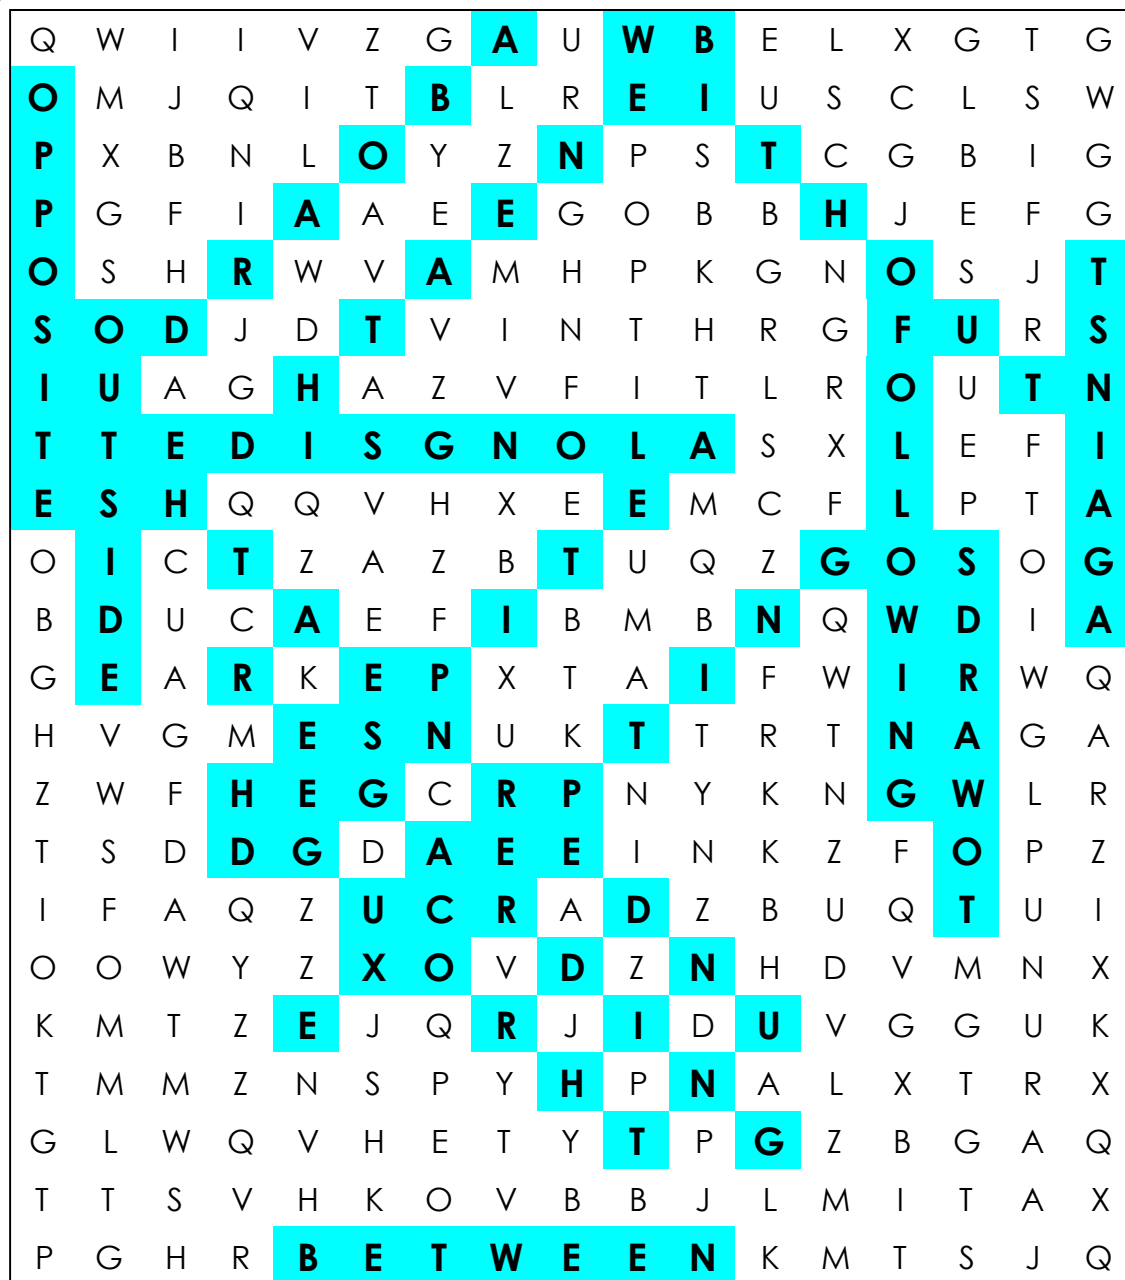 Q W I I V Z G A U W B E L X G T G
O M J Q I T B L R E I U S C L S W
P X B N L O Y Z N P S T C G B I G
P G F I A A E E G O B B H J E F G
O S H R W V A M H P K G N O S J T
S O D J D T V I N T H R G F U R S
I U A G H A Z V F I T L R O U T N
T T E D I S G N O L A S X L E F I
E S H Q Q V H X E E M C F L P T A
O I C T Z A Z B T U Q Z G O S O G
B D U C A E F I B M B N Q W D I A
G E A R K E P X T A I F W I R W Q
H V G M E S N U K T T R T N A G A
Z W F H E G C R P N Y K N G W L R
T S D D G D A E E I N K Z F O P Z
I F A Q Z U C R A D Z B U Q T U I
O O W Y Z X O V D Z N H D V M N X
K M T Z E J Q R J I D U V G G U K
T M M Z N S P Y H P N A L X T R X
G L W Q V H E T Y T P G Z B G A Q
T T S V H K O V B B J L M I T A X
P G H R B E T W E E N K M T S J Q